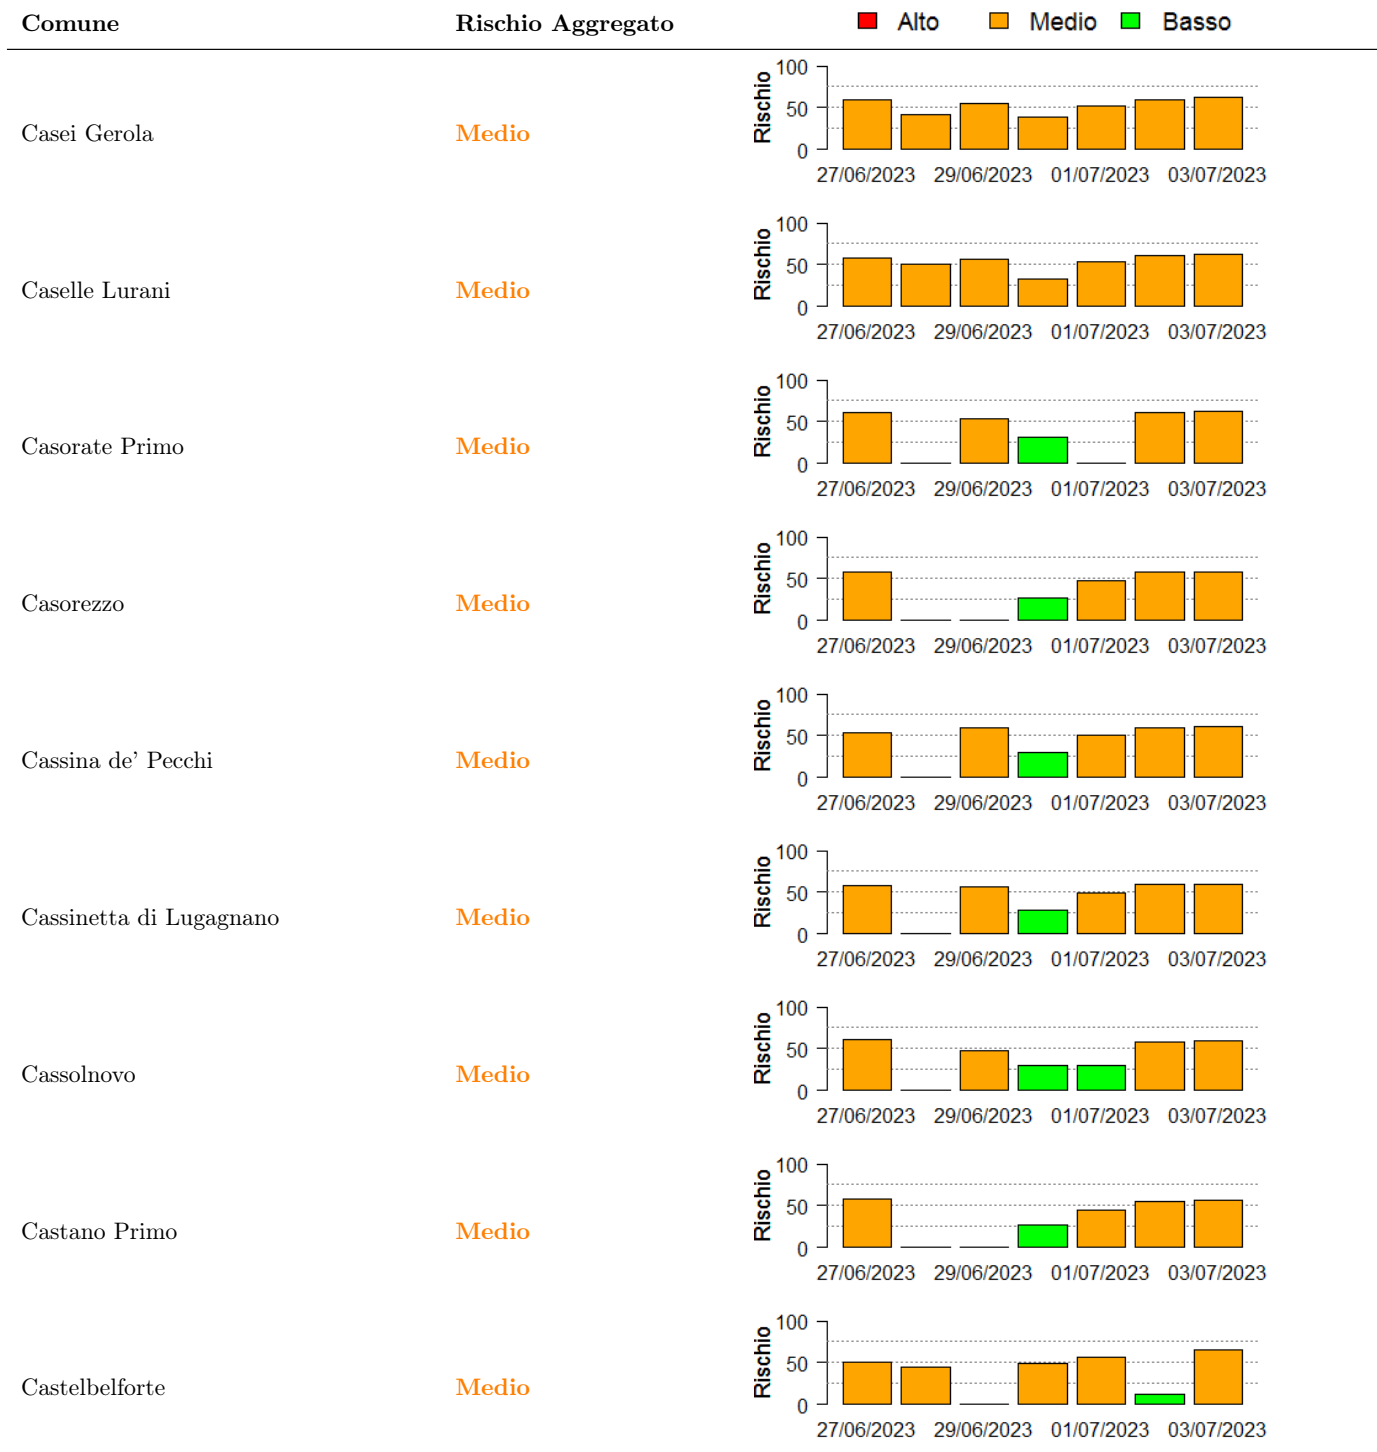 Comune Rischio Aggregato Alto Medio Basso
100
50
0
Rischio
Casei Gerola Medio
27/06/2023 29/06/2023 01/07/2023 03/07/2023
100
50
0
Rischio
Caselle Lurani Medio
27/06/2023 29/06/2023 01/07/2023 03/07/2023
100
50
0
Rischio
Casorate Primo Medio
27/06/2023 29/06/2023 01/07/2023 03/07/2023
100
50
0
Rischio
Casorezzo Medio
27/06/2023 29/06/2023 01/07/2023 03/07/2023
100
50
0
Rischio
Cassina de' Pecchi Medio
27/06/2023 29/06/2023 01/07/2023 03/07/2023
100
50
0
Rischio
Cassinetta di Lugagnano Medio
27/06/2023 29/06/2023 01/07/2023 03/07/2023
100
50
0
Rischio
Cassolnovo Medio
27/06/2023 29/06/2023 01/07/2023 03/07/2023
100
50
0
Rischio
Castano Primo Medio
27/06/2023 29/06/2023 01/07/2023 03/07/2023
100
50
0
Rischio
Castelbelforte Medio
27/06/2023 29/06/2023 01/07/2023 03/07/2023